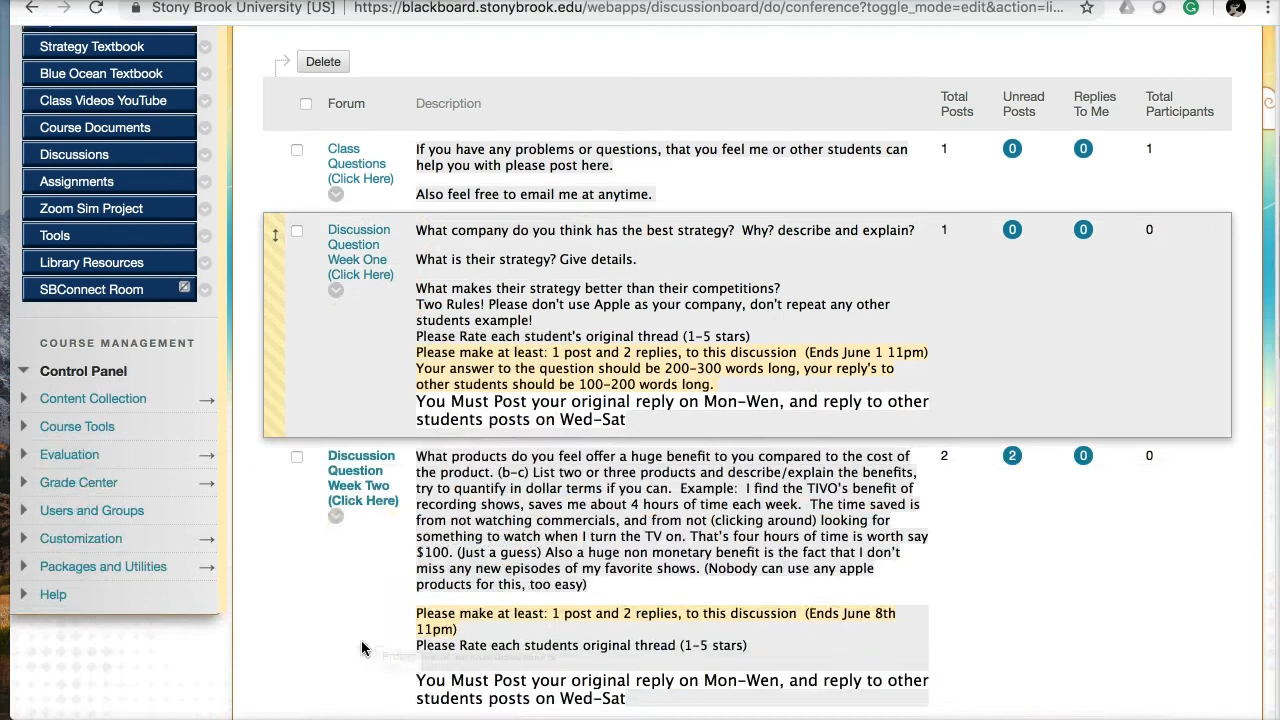 Stony Brook University [US]
https://blackboard.stonybrook.edu/webapps/discussionboard/do/conference?toggle_mode=edit&action=li...
Strategy Textbook
Blue Ocean Textbook
Class Videos YouTube
Course Documents
Discussions
Assignments
Zoom Sim Project
Tools
Library Resources
SBConnect Room
COURSE MANAGEMENT
Control Panel
Content Collection
Course Tools
Evaluation
Grade Center
Users and Groups
Customization
Packages and Utilities
Help
Delete
Forum
Description
Total
Posts
Unread
Posts
Replies
To Me
Total
Participants
Class
Questions
(Click Here)
If you have any problems or questions, that you feel me or other students can
help you with please post here.
Also feel free to email me at anytime.
1
0
0
1
Discussion
Question
Week One
(Click Here)
What company do you think has the best strategy?  Why? describe and explain?
What is their strategy? Give details.
What makes their strategy better than their competitions?
Two Rules! Please don't use Apple as your company, don't repeat any other
students example!
Please Rate each student's original thread (1-5 stars)
Please make at least: 1 post and 2 replies, to this discussion  (Ends June 1 11pm)
Your answer to the question should be 200-300 words long, your reply's to
other students should be 100-200 words long.
You Must Post your original reply on Mon-Wen, and reply to other
students posts on Wed-Sat
1
0
0
0
Discussion
Question
Week Two
(Click Here)
What products do you feel offer a huge benefit to you compared to the cost of
the product. (b-c) List two or three products and describe/explain the benefits,
try to quantify in dollar terms if you can.  Example:  I find the TIVO's benefit of
recording shows, saves me about 4 hours of time each week.  The time saved is
from not watching commercials, and from not (clicking around) looking for
something to watch when I turn the TV on. That's four hours of time is worth say
$100. (Just a guess) Also a huge non monetary benefit is the fact that I don't
miss any new episodes of my favorite shows. (Nobody can use any apple
products for this, too easy)
Please make at least: 1 post and 2 replies, to this discussion  (Ends June 8th
11pm)
Please Rate each students original thread (1-5 stars)
You Must Post your original reply on Mon-Wen, and reply to other
students posts on Wed-Sat
2
2
0
0